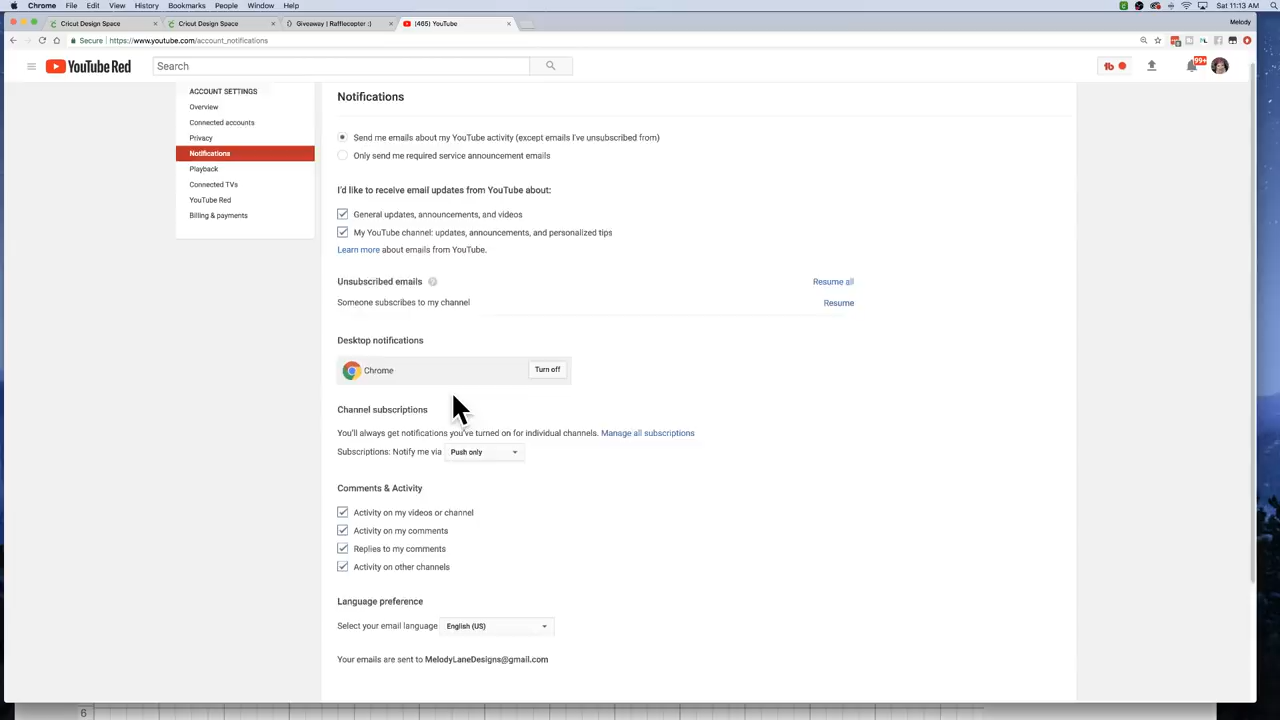 Chrome File Edit View History Bookmarks People Window Help Sat 11:13 AM
Cricut Design Space Cricut Design Space Giveaway | Rafflecopter :) (465) YouTube Melody
Secure https://www.youtube.com/account_notifications
YouTube Red Search 99+
ACCOUNT SETTINGS
Overview
Connected accounts
Privacy
Notifications
Playback
Connected TVs
YouTube Red
Billing & payments
Notifications
Send me emails about my YouTube activity (except emails I've unsubscribed from)
Only send me required service announcement emails
I'd like to receive email updates from YouTube about:
General updates, announcements, and videos
My YouTube channel: updates, announcements, and personalized tips
Learn more about emails from YouTube.
Unsubscribed emails ? Resume all
Someone subscribes to my channel Resume
Desktop notifications
Chrome Turn off
Channel subscriptions
You'll always get notifications you've turned on for individual channels. Manage all subscriptions
Subscriptions: Notify me via Push only
Comments & Activity
Activity on my videos or channel
Activity on my comments
Replies to my comments
Activity on other channels
Language preference
Select your email language English (US)
Your emails are sent to MelodyLaneDesigns@gmail.com
6